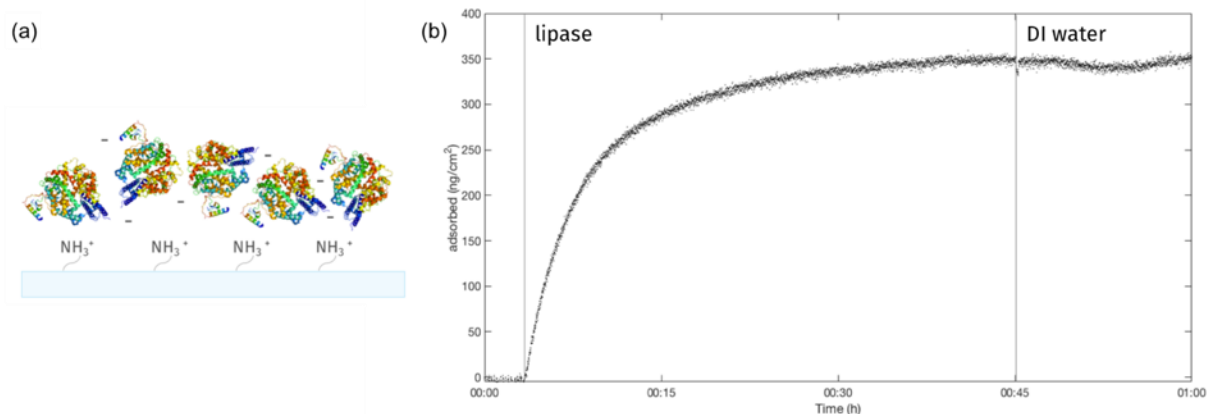 (a)
NH3+ NH3+ NH3+ NH3+
(b)
adsorbed (ng/cm2)
400
350
300
250
200
150
100
50
0
lipase
DI water
00:00 00:15 00:30 00:45 01:00
Time (h)